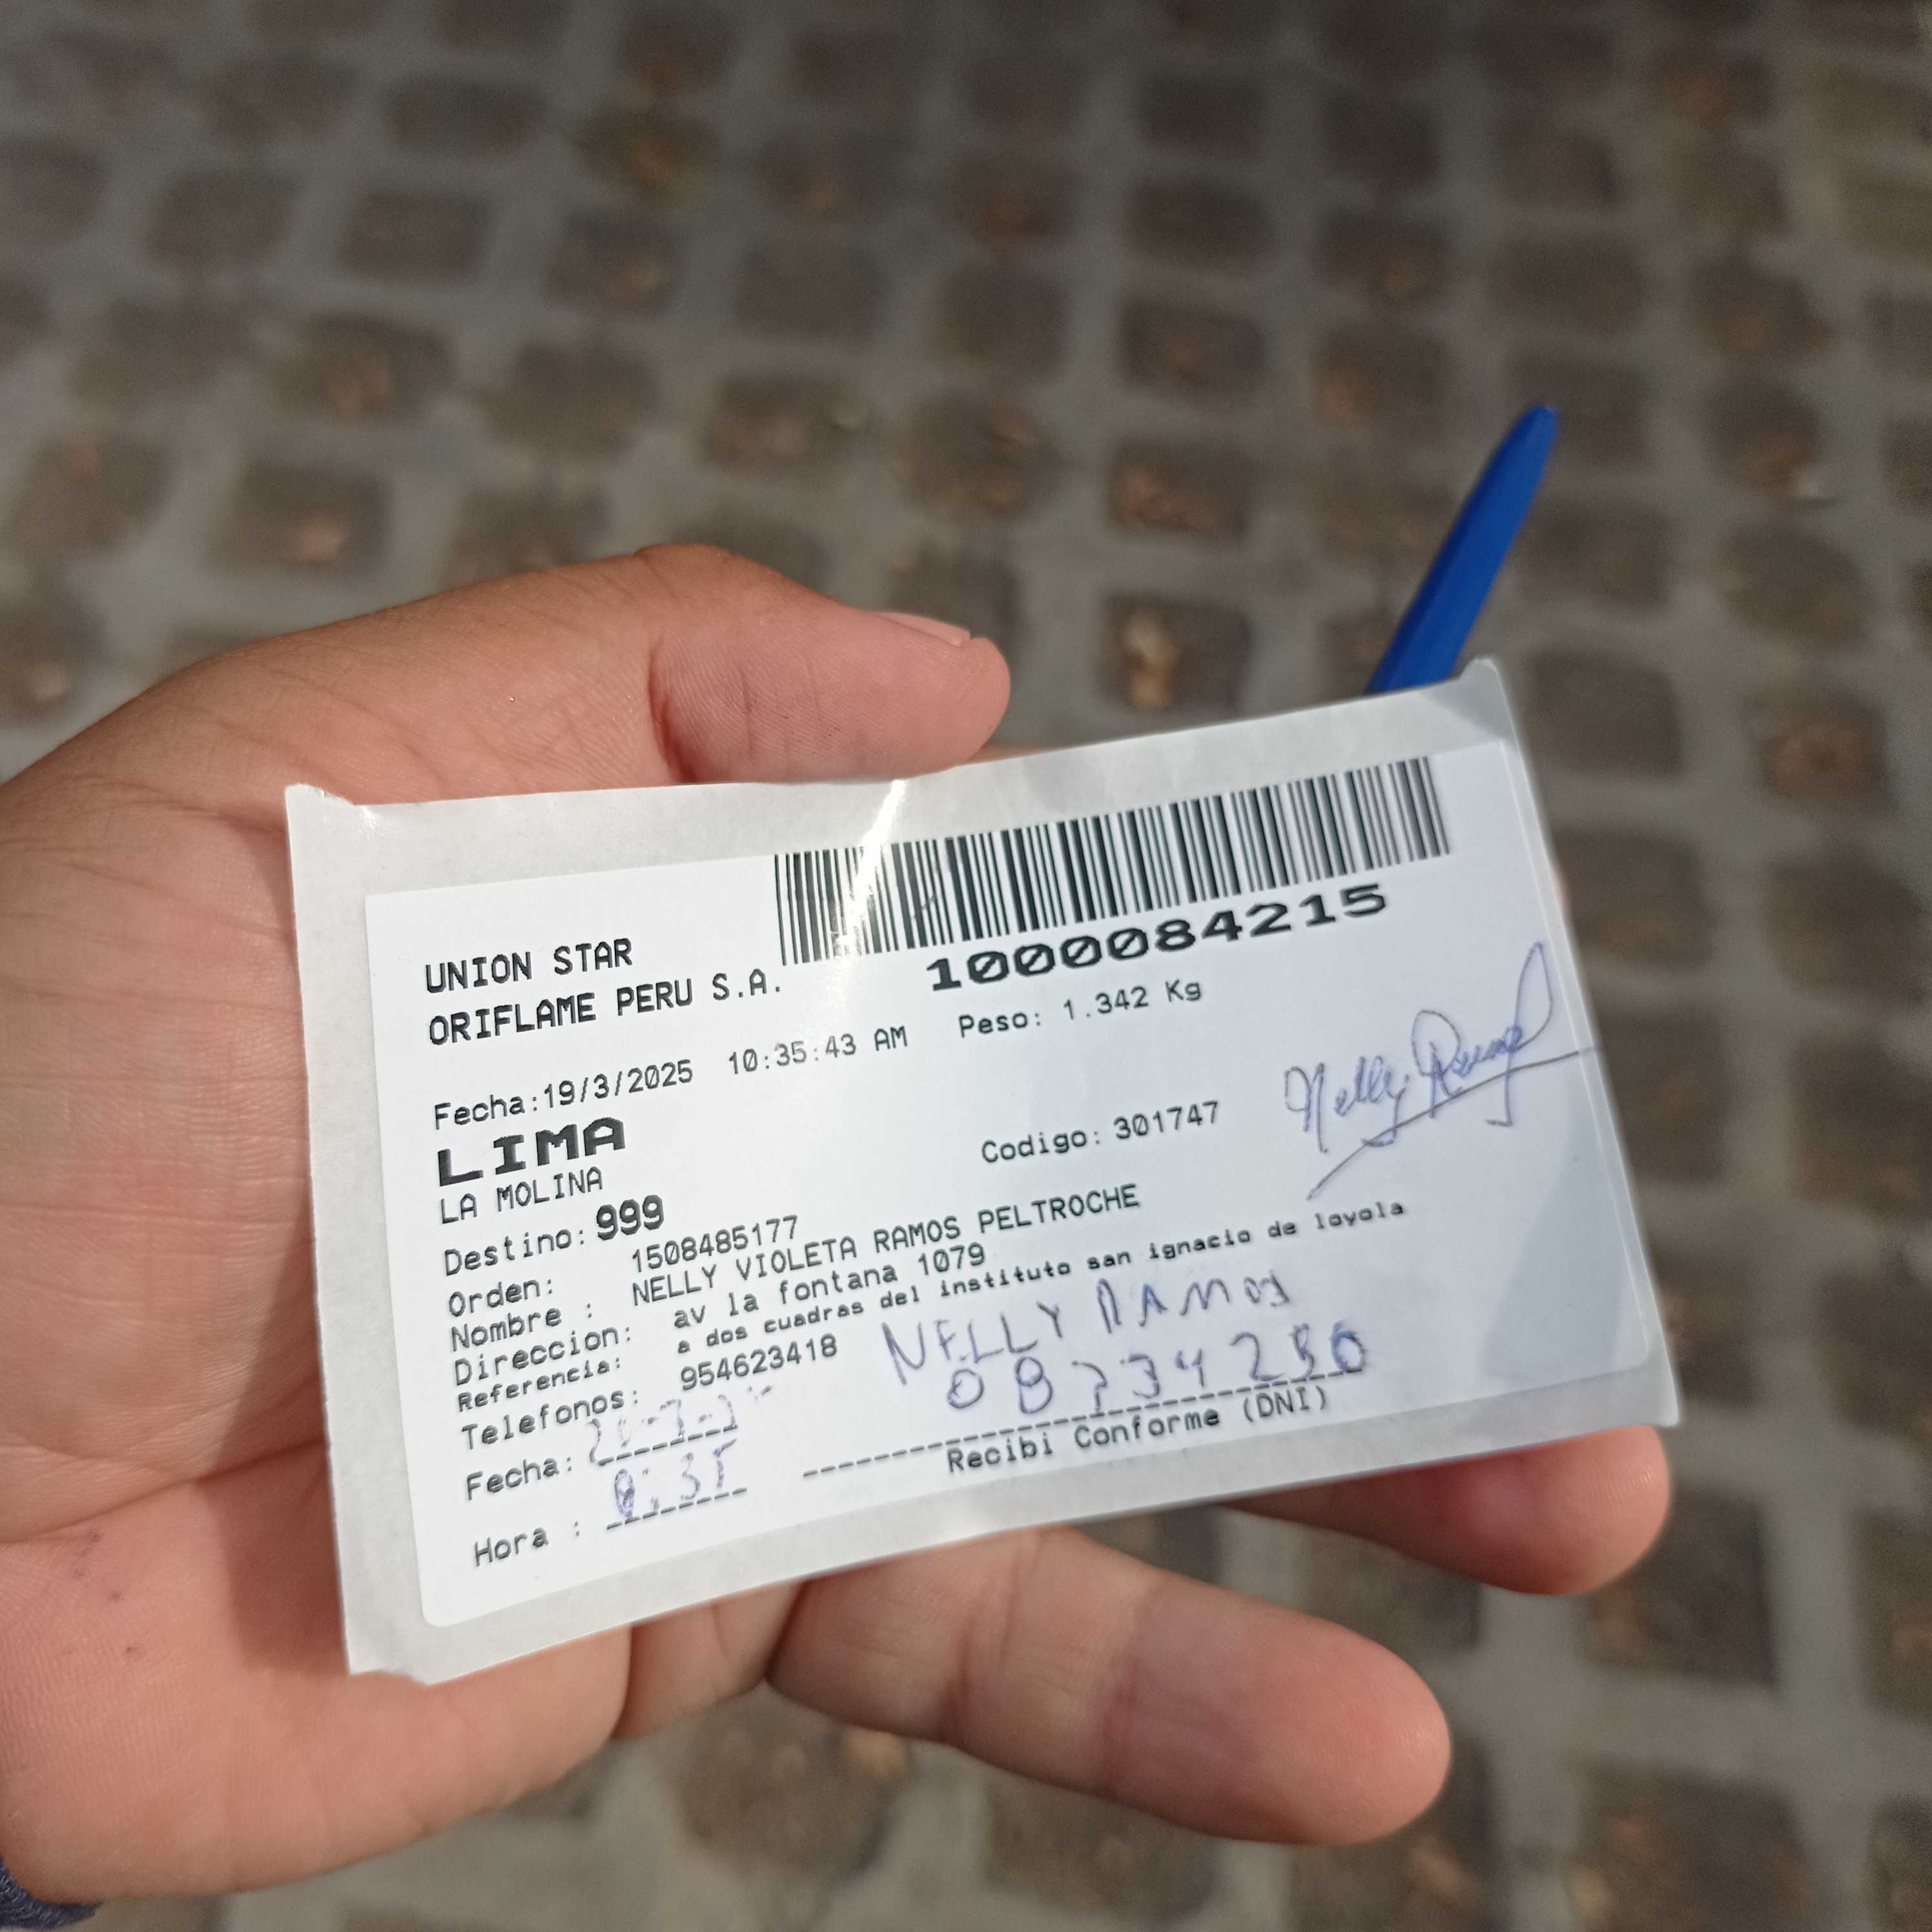 1000084215
UNION STAR
ORIFLAME PERU S.A.
Fecha:19/3/2025 10:35:43 AM Peso: 1.342 Kg
LIMA
LA MOLINA
Codigo: 301747
Nelly Ramos
Destino: 999
Orden: 1508485177
Nombre : NELLY VIOLETA RAMOS PELTROCHE
Direccion: av la fontana 1079
Referencia: a dos cuadras del instituto san ignacio de loyola
Telefonos: 954623418
NELLY RAMOS
Fecha:
Recibi Conforme (DNI)
Hora :